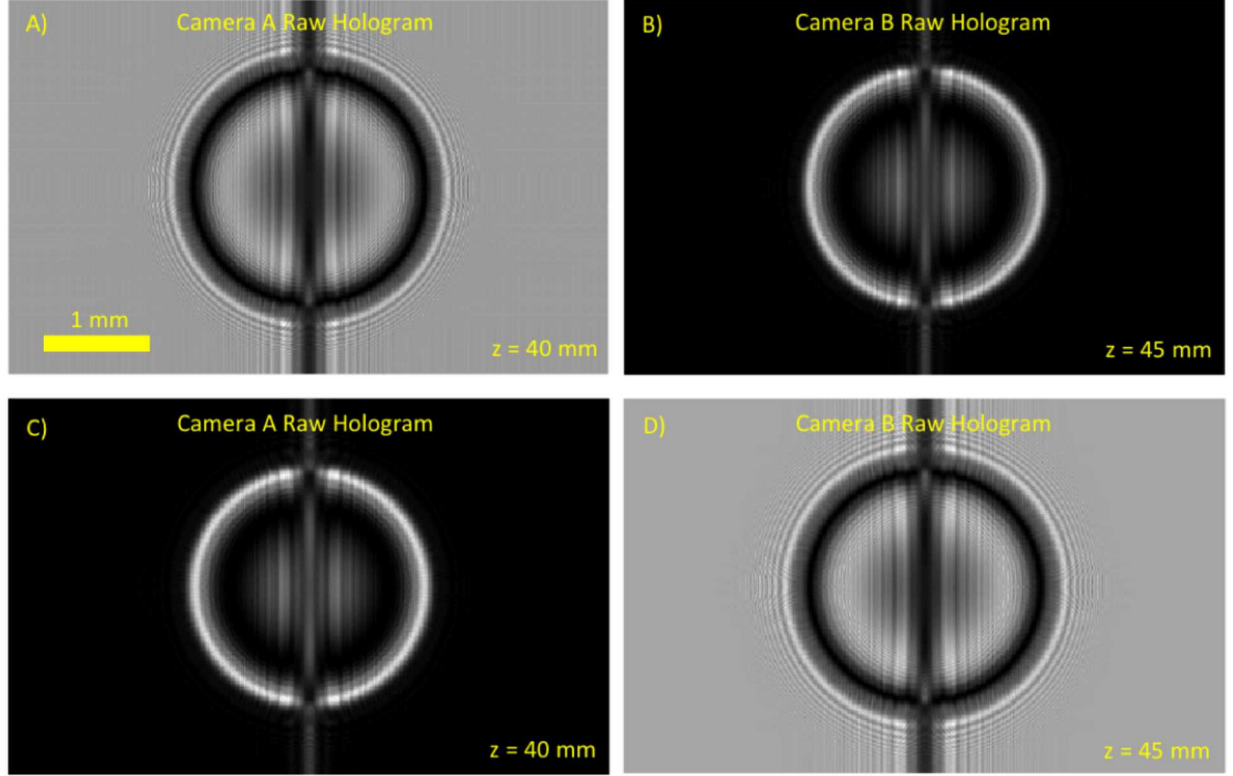 A)
Camera A Raw Hologram
1 mm
z = 40 mm
B)
Camera B Raw Hologram
z = 45 mm
C)
Camera A Raw Hologram
z = 40 mm
D)
Camera B Raw Hologram
z = 45 mm